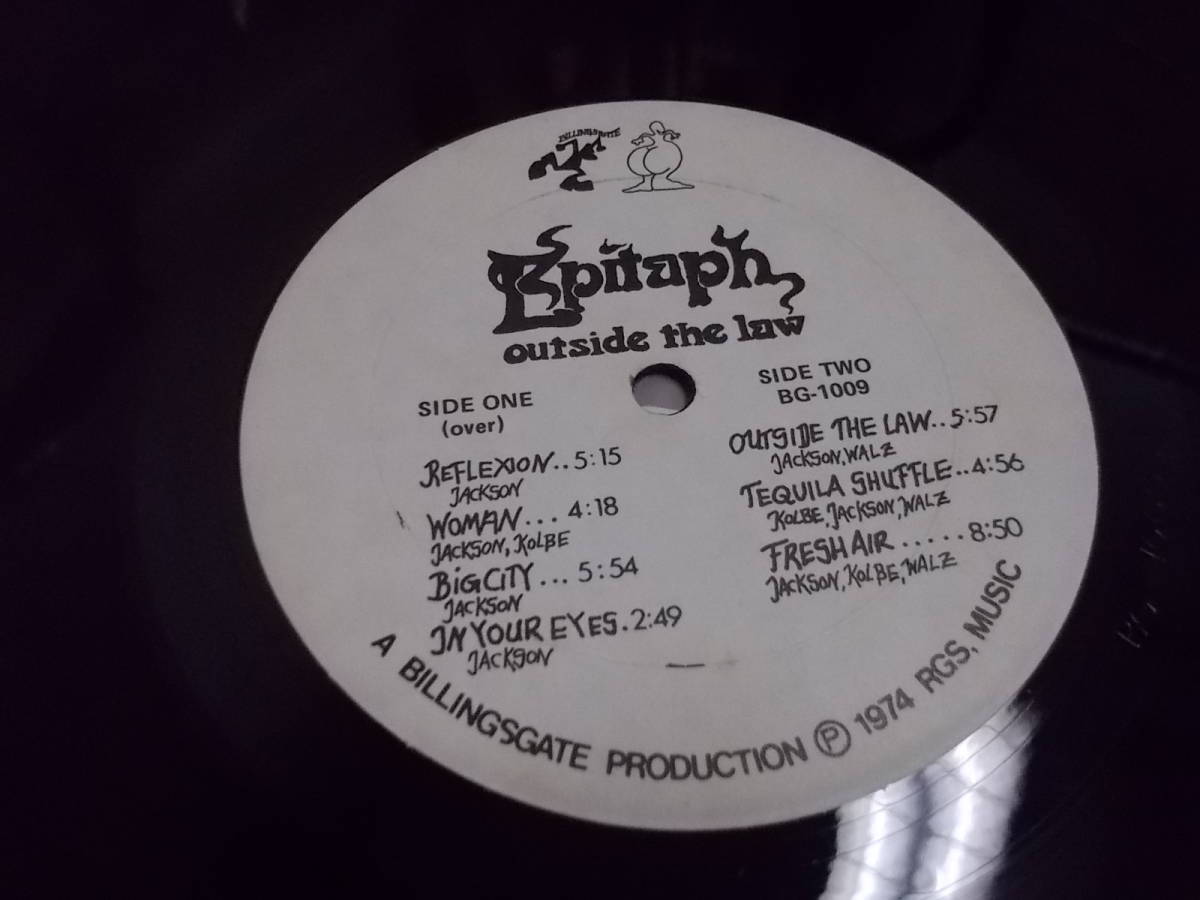 BILLINGSGATE
Epitaph
outside the law
SIDE ONE
(over)
REFLEXION..5:15
JACKSON
WOMAN... 4:18
JACKSON, KOLBE
BIG CITY ... 5:54
JACKSON
IN YOUR EYES.2:49
JACKSON
SIDE TWO
BG-1009
OUTSIDE THE LAW..5:57
JACKSON, WALZ
TEQUILA SHUFFLE..4:56
KOLBE, JACKSON, WALZ
FRESH AIR.....8:50
JACKSON, KOLBE, WALZ
A BILLINGSGATE PRODUCTION ℗ 1974 RGS, MUSIC